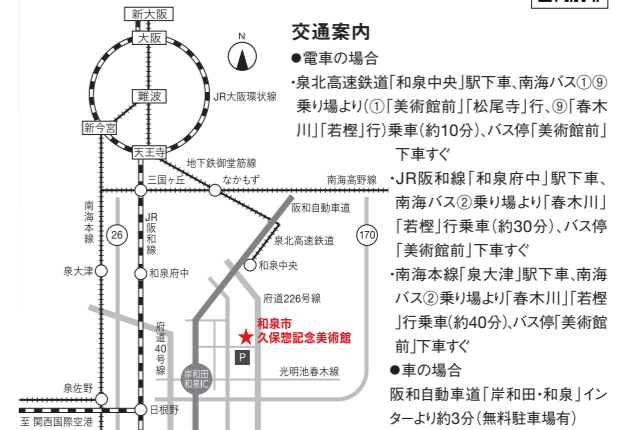 新大阪
大阪
N
難波
JR大阪環状線
新今宮
天王寺
地下鉄御堂筋線
三国ヶ丘
なかもず
南海高野線
南海本線
26
JR阪和線
阪和自動車道
170
泉北高速鉄道
和泉中央
泉大津
和泉府中
府道226号線
府道40号線
和泉市
久保惣記念美術館
P
岸和田
和泉IC
光明池春木線
泉佐野
日根野
至 関西国際空港
交通案内
●電車の場合
・泉北高速鉄道「和泉中央」駅下車、南海バス①⑨
乗り場より(①「美術館前」「松尾寺」行、⑨「春木
川」「若樫」行)乗車(約10分)、バス停「美術館前」
下車すぐ
・JR阪和線「和泉府中」駅下車、
南海バス②乗り場より「春木川」
「若樫」行乗車(約30分)、バス停
「美術館前」下車すぐ
・南海本線「泉大津」駅下車、南海
バス②乗り場より「春木川」「若樫
」行乗車(約40分)、バス停「美術館
前」下車すぐ
●車の場合
阪和自動車道「岸和田・和泉」イン
ターより約3分(無料駐車場有)